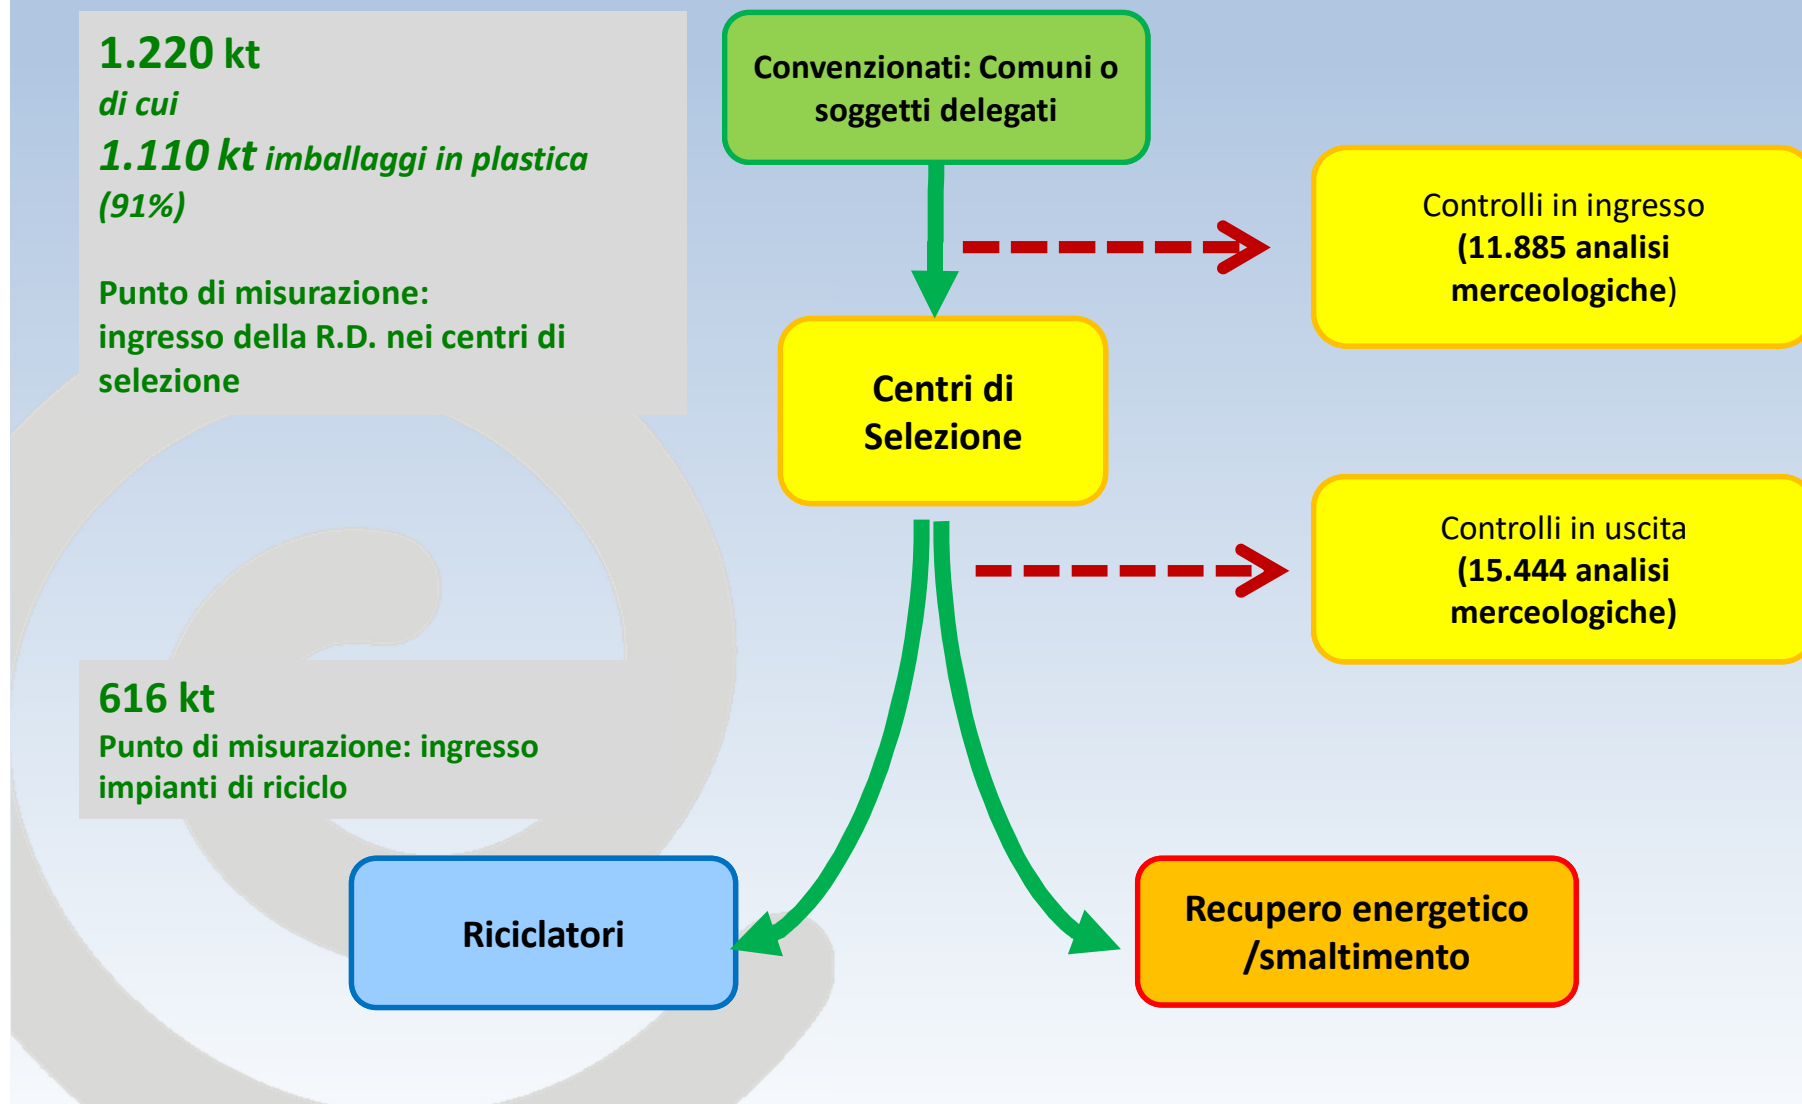 1.220 kt
di cui
1.110 kt imballaggi in plastica
(91%)
Punto di misurazione:
ingresso della R.D. nei centri di
selezione
Convenzionati: Comuni o
soggetti delegati
Controlli in ingresso
(11.885 analisi
merceologiche)
Centri di
Selezione
Controlli in uscita
(15.444 analisi
merceologiche)
616 kt
Punto di misurazione: ingresso
impianti di riciclo
Riciclatori
Recupero energetico
/smaltimento